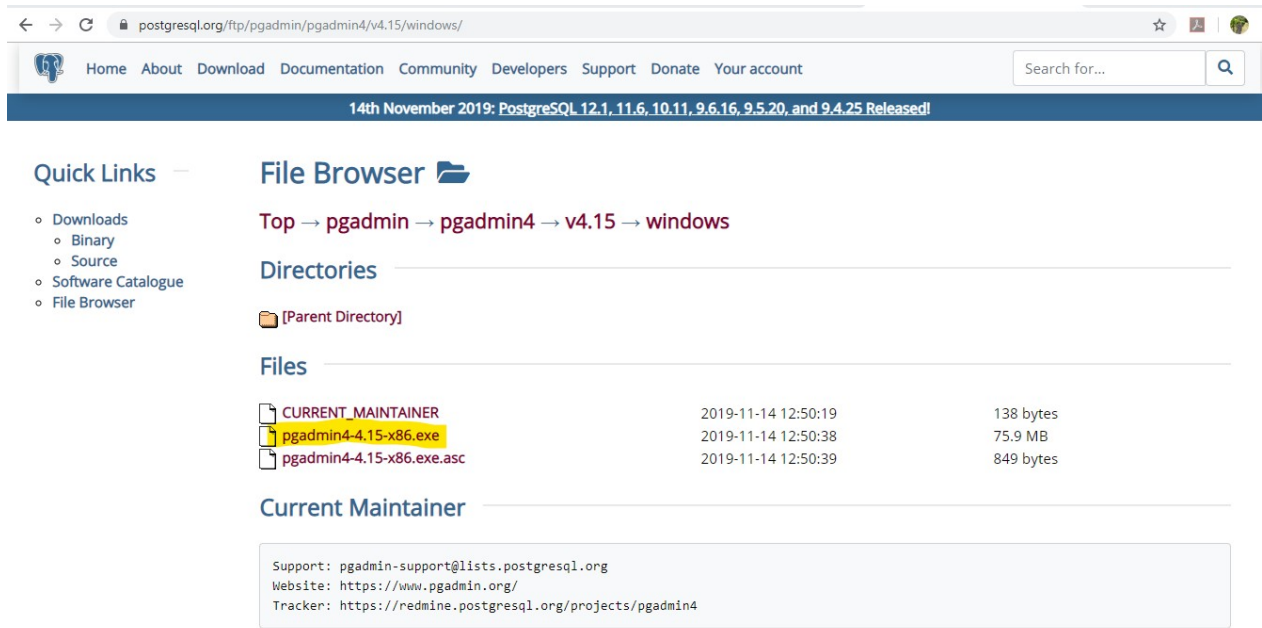 postgresql.org/ftp/pgadmin/pgadmin4/v4.15/windows/
Home About Download Documentation Community Developers Support Donate Your account Search for...
14th November 2019: PostgreSQL 12.1, 11.6, 10.11, 9.6.16, 9.5.20, and 9.4.25 Released!
Quick Links
Downloads
Binary
Source
Software Catalogue
File Browser
File Browser
Top → pgadmin → pgadmin4 → v4.15 → windows
Directories
[Parent Directory]
Files
CURRENT_MAINTAINER 2019-11-14 12:50:19 138 bytes
pgadmin4-4.15-x86.exe 2019-11-14 12:50:38 75.9 MB
pgadmin4-4.15-x86.exe.asc 2019-11-14 12:50:39 849 bytes
Current Maintainer
Support: pgadmin-support@lists.postgresql.org
Website: https://www.pgadmin.org/
Tracker: https://redmine.postgresql.org/projects/pgadmin4